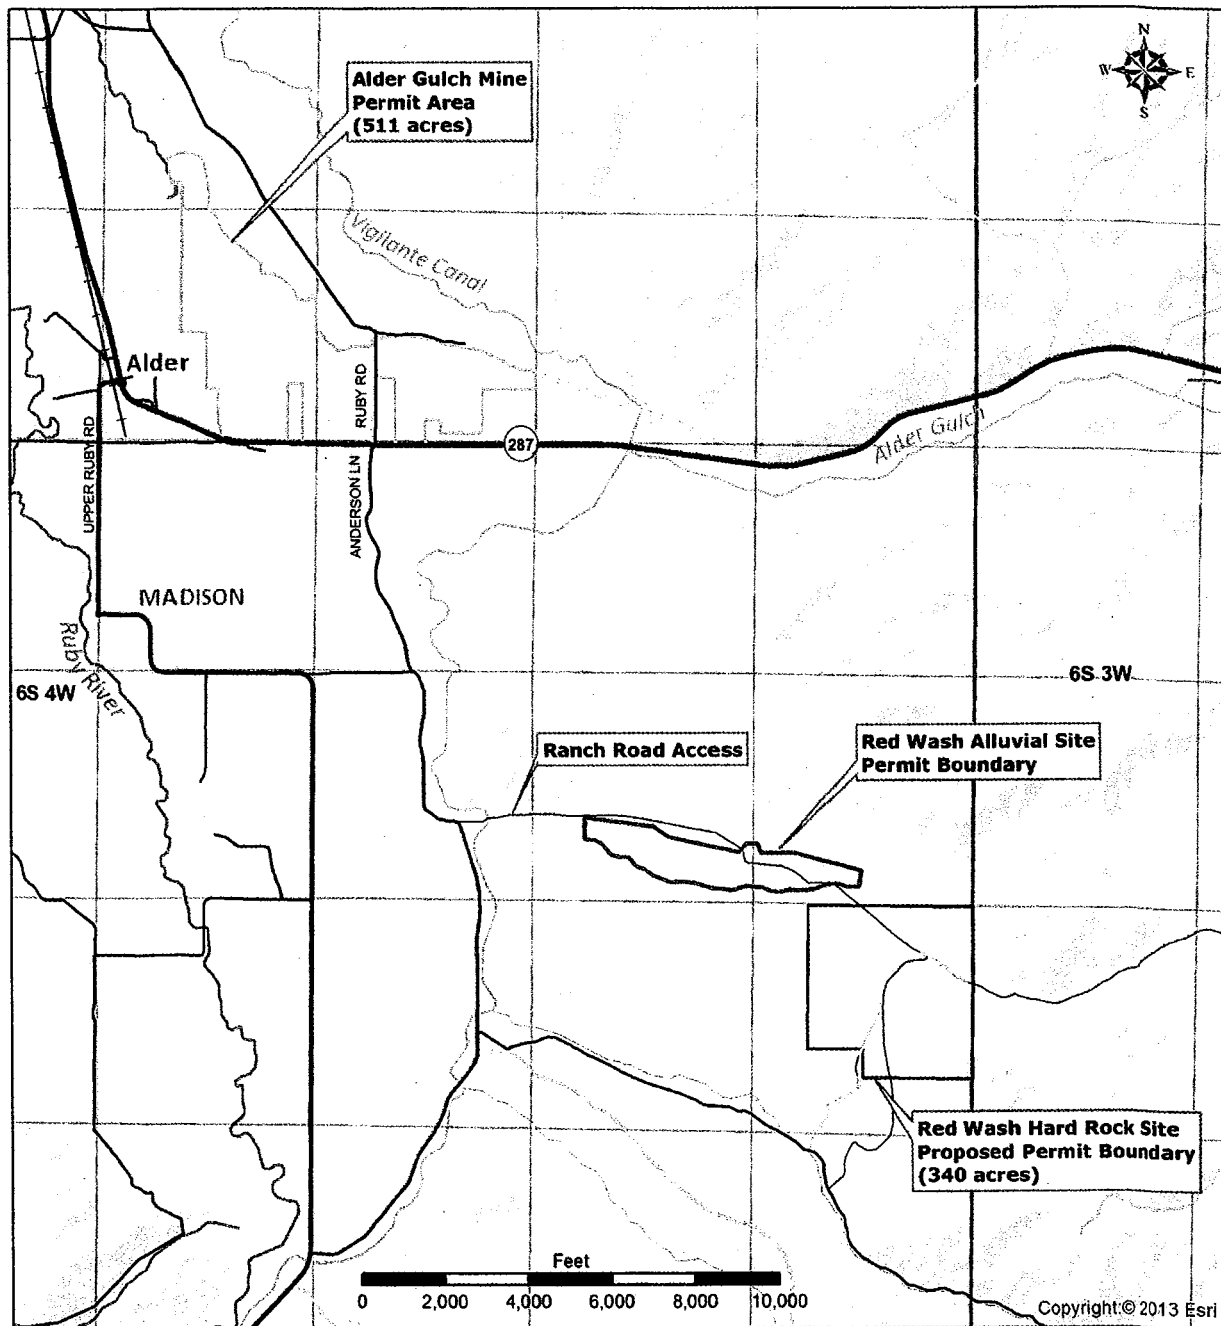 N
W E
S
Alder Gulch Mine
Permit Area
(511 acres)
Vigilante Canal
Alder
RUBY RD
UPPER RUBY RD
287
Alder Gulch
ANDERSON LN
MADISON
Ruby River
6S 4W
6S 3W
Ranch Road Access
Red Wash Alluvial Site
Permit Boundary
Red Wash Hard Rock Site
Proposed Permit Boundary
(340 acres)
Feet
0 2,000 4,000 6,000 8,000 10,000
Copyright:© 2013 Esri